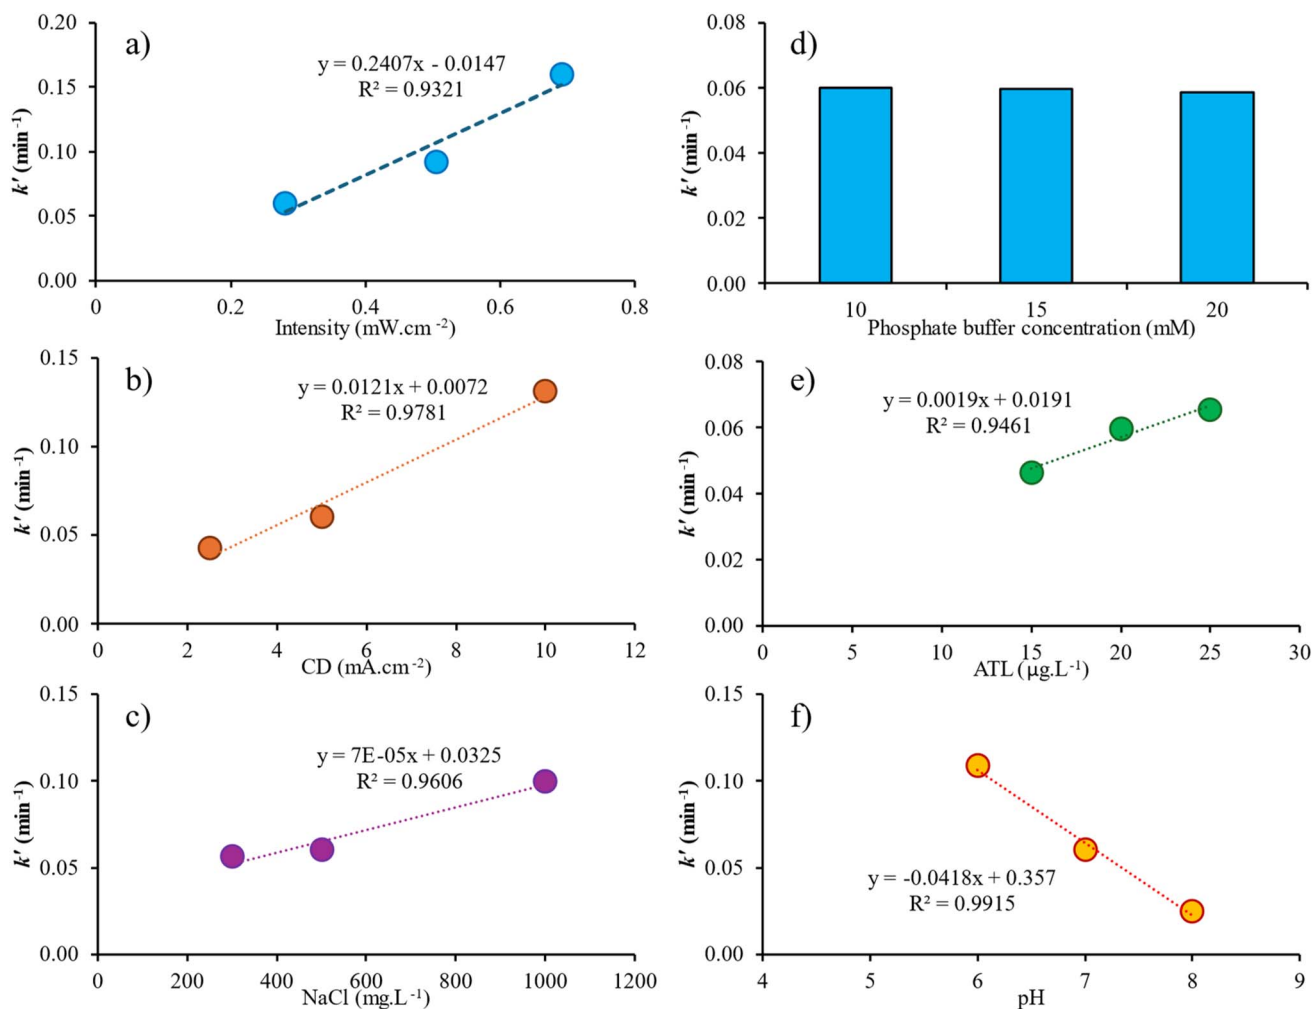 a)
y = 0.2407x - 0.0147
R² = 0.9321
k′ (min⁻¹)
0.20
0.15
0.10
0.05
0.00
0 0.2 0.4 0.6 0.8
Intensity (mW.cm⁻²)
b)
y = 0.0121x + 0.0072
R² = 0.9781
k′ (min⁻¹)
0.15
0.10
0.05
0.00
0 2 4 6 8 10 12
CD (mA.cm⁻²)
c)
y = 7E-05x + 0.0325
R² = 0.9606
k′ (min⁻¹)
0.15
0.10
0.05
0.00
0 200 400 600 800 1000 1200
NaCl (mg.L⁻¹)
d)
k′ (min⁻¹)
0.08
0.06
0.04
0.02
0.00
10 15 20
Phosphate buffer concentration (mM)
e)
y = 0.0019x + 0.0191
R² = 0.9461
k′ (min⁻¹)
0.08
0.06
0.04
0.02
0.00
0 5 10 15 20 25 30
ATL (µg.L⁻¹)
f)
y = -0.0418x + 0.357
R² = 0.9915
k′ (min⁻¹)
0.15
0.10
0.05
0.00
4 5 6 7 8 9
pH